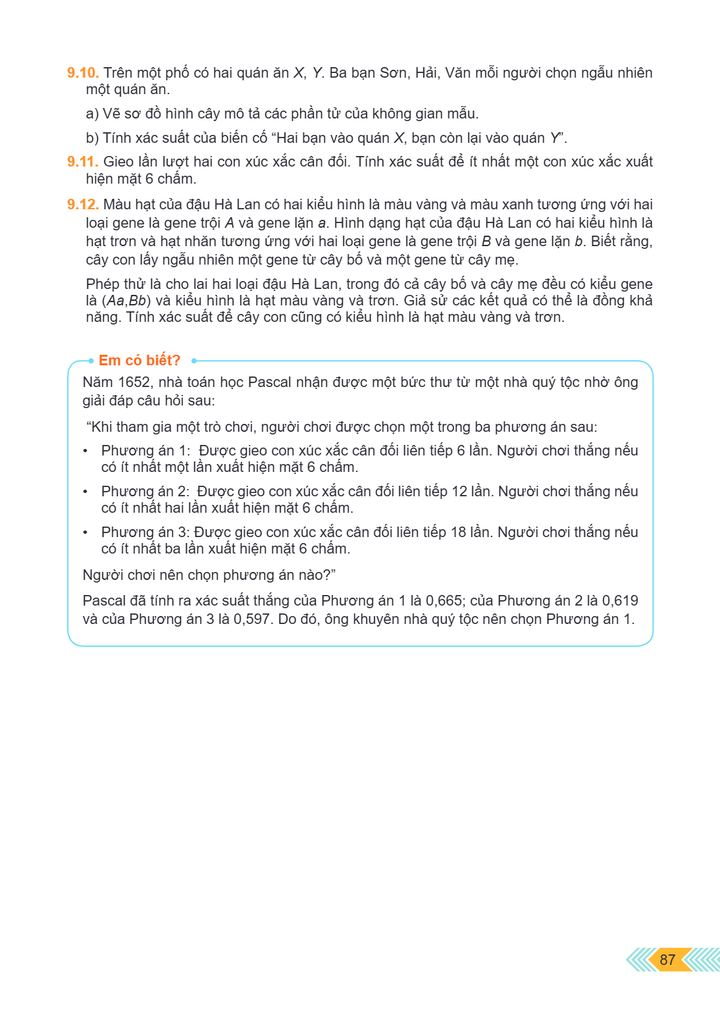 9.10. Trên một phố có hai quán ăn X, Y. Ba bạn Sơn, Hải, Văn mỗi người chọn ngẫu nhiên
một quán ăn.
a) Vẽ sơ đồ hình cây mô tả các phần tử của không gian mẫu.
b) Tính xác suất của biến cố “Hai bạn vào quán X, bạn còn lại vào quán Y”.
9.11. Gieo lần lượt hai con xúc xắc cân đối. Tính xác suất để ít nhất một con xúc xắc xuất
hiện mặt 6 chấm.
9.12. Màu hạt của đậu Hà Lan có hai kiểu hình là màu vàng và màu xanh tương ứng với hai
loại gene là gene trội A và gene lặn a. Hình dạng hạt của đậu Hà Lan có hai kiểu hình là
hạt trơn và hạt nhăn tương ứng với hai loại gene là gene trội B và gene lặn b. Biết rằng,
cây con lấy ngẫu nhiên một gene từ cây bố và một gene từ cây mẹ.
Phép thử là cho lai hai loại đậu Hà Lan, trong đó cả cây bố và cây mẹ đều có kiểu gene
là (Aa,Bb) và kiểu hình là hạt màu vàng và trơn. Giả sử các kết quả có thể là đồng khả
năng. Tính xác suất để cây con cũng có kiểu hình là hạt màu vàng và trơn.
Em có biết?
Năm 1652, nhà toán học Pascal nhận được một bức thư từ một nhà quý tộc nhờ ông
giải đáp câu hỏi sau:
“Khi tham gia một trò chơi, người chơi được chọn một trong ba phương án sau:
• Phương án 1: Được gieo con xúc xắc cân đối liên tiếp 6 lần. Người chơi thắng nếu
có ít nhất một lần xuất hiện mặt 6 chấm.
• Phương án 2: Được gieo con xúc xắc cân đối liên tiếp 12 lần. Người chơi thắng nếu
có ít nhất hai lần xuất hiện mặt 6 chấm.
• Phương án 3: Được gieo con xúc xắc cân đối liên tiếp 18 lần. Người chơi thắng nếu
có ít nhất ba lần xuất hiện mặt 6 chấm.
Người chơi nên chọn phương án nào?”
Pascal đã tính ra xác suất thắng của Phương án 1 là 0,665; của Phương án 2 là 0,619
và của Phương án 3 là 0,597. Do đó, ông khuyên nhà quý tộc nên chọn Phương án 1.
87